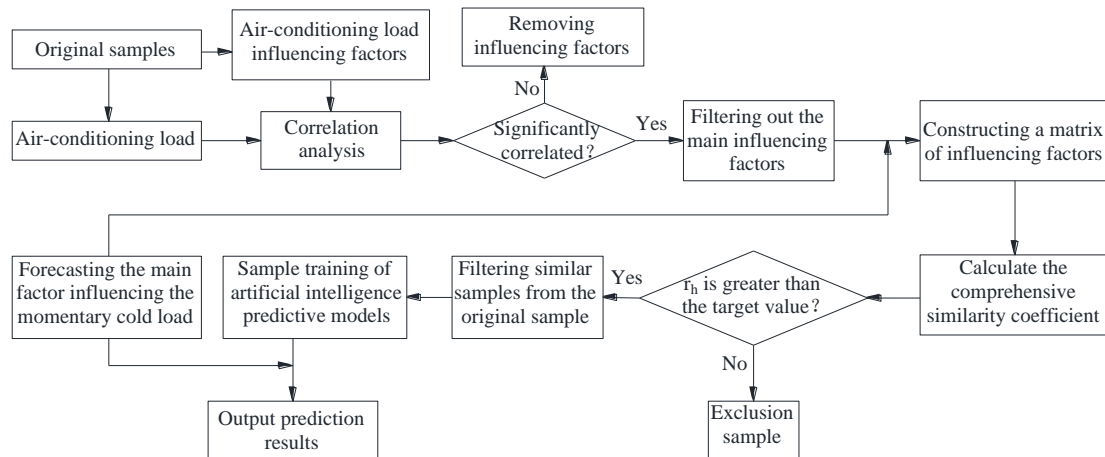 Original samples
Air-conditioning load
influencing factors
Removing
influencing factors
No
Air-conditioning load
Correlation
analysis
Significantly
correlated?
Yes
Filtering out the
main influencing
factors
Constructing a matrix
of influencing factors
Forecasting the main
factor influencing the
momentary cold load
Sample training of
artificial intelligence
predictive models
Filtering similar
samples from the
original sample
Yes
rh is greater than
the target value?
Calculate the
comprehensive
similarity coefficient
No
Output prediction
results
Exclusion
sample